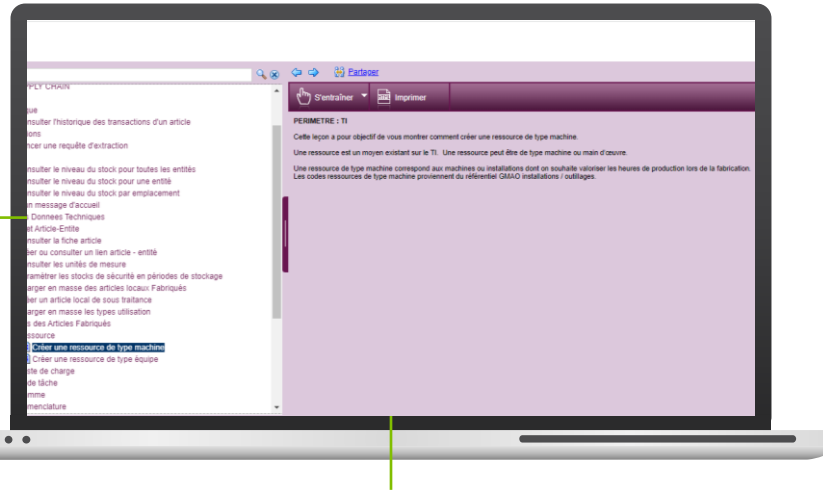 Partager
S'entraîner
Imprimer
PPLY CHAIN
que
nsulter l'historique des transactions d'un article
ions
ncer une requête d'extraction
nsulter le niveau du stock pour toutes les entités
nsulter le niveau du stock pour une entité
nsulter le niveau du stock par emplacement
n message d'accueil
Donnees Techniques
et Article-Entite
nsulter la fiche article
éer ou consulter un lien article - entité
nsulter les unités de mesure
ramétrer les stocks de sécurité en périodes de stockage
arger en masse des articles locaux Fabriqués
éer un article local de sous traitance
arger en masse les types utilisation
s des Articles Fabriqués
ssource
Créer une ressource de type machine
Créer une ressource de type équipe
ste de charge
de tâche
mme
menclature
PERIMETRE : TI
Cette leçon a pour objectif de vous montrer comment créer une ressource de type machine.
Une ressource est un moyen existant sur le TI. Une ressource peut être de type machine ou main d'œuvre.
Une ressource de type machine correspond aux machines ou installations dont on souhaite valoriser les heures de production lors de la fabrication.
Les codes ressources de type machine proviennent du référentiel GMAO installations / outillages.